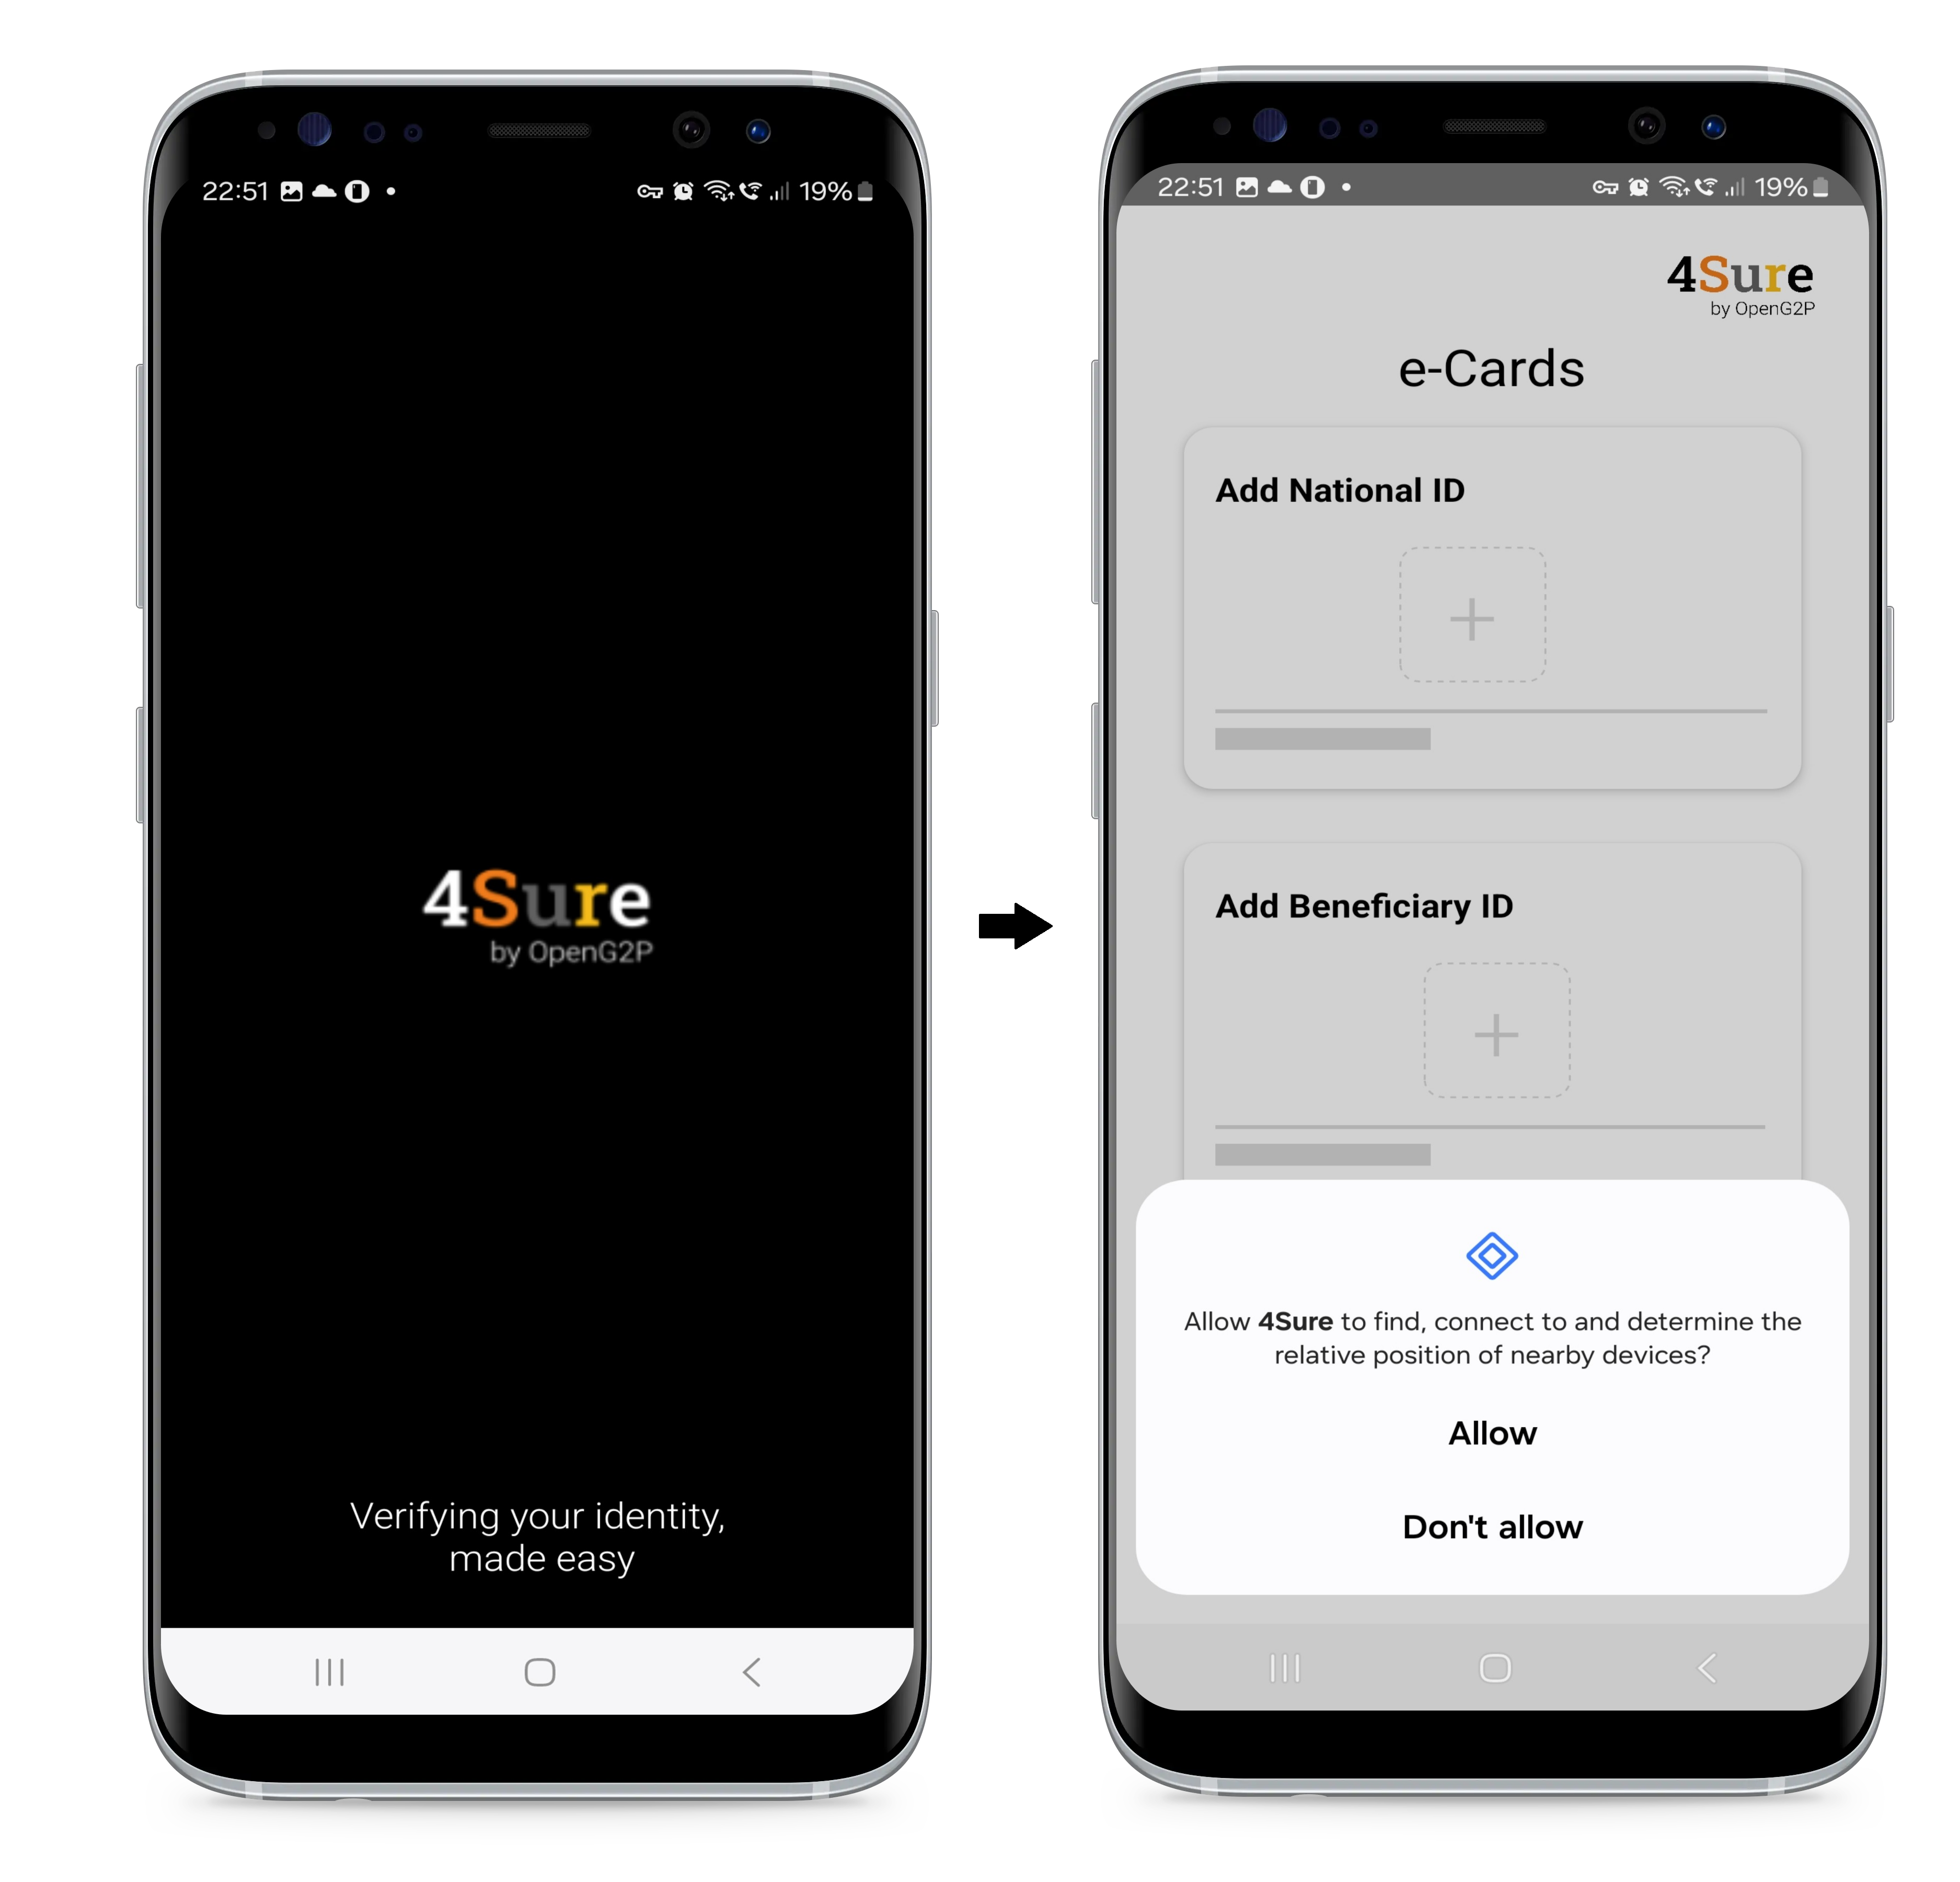 22:51
19%
4Sure
by OpenG2P
Verifying your identity,
made easy
22:51
19%
4Sure
by OpenG2P
e-Cards
Add National ID
Add Beneficiary ID
Allow 4Sure to find, connect to and determine the
relative position of nearby devices?
Allow
Don't allow